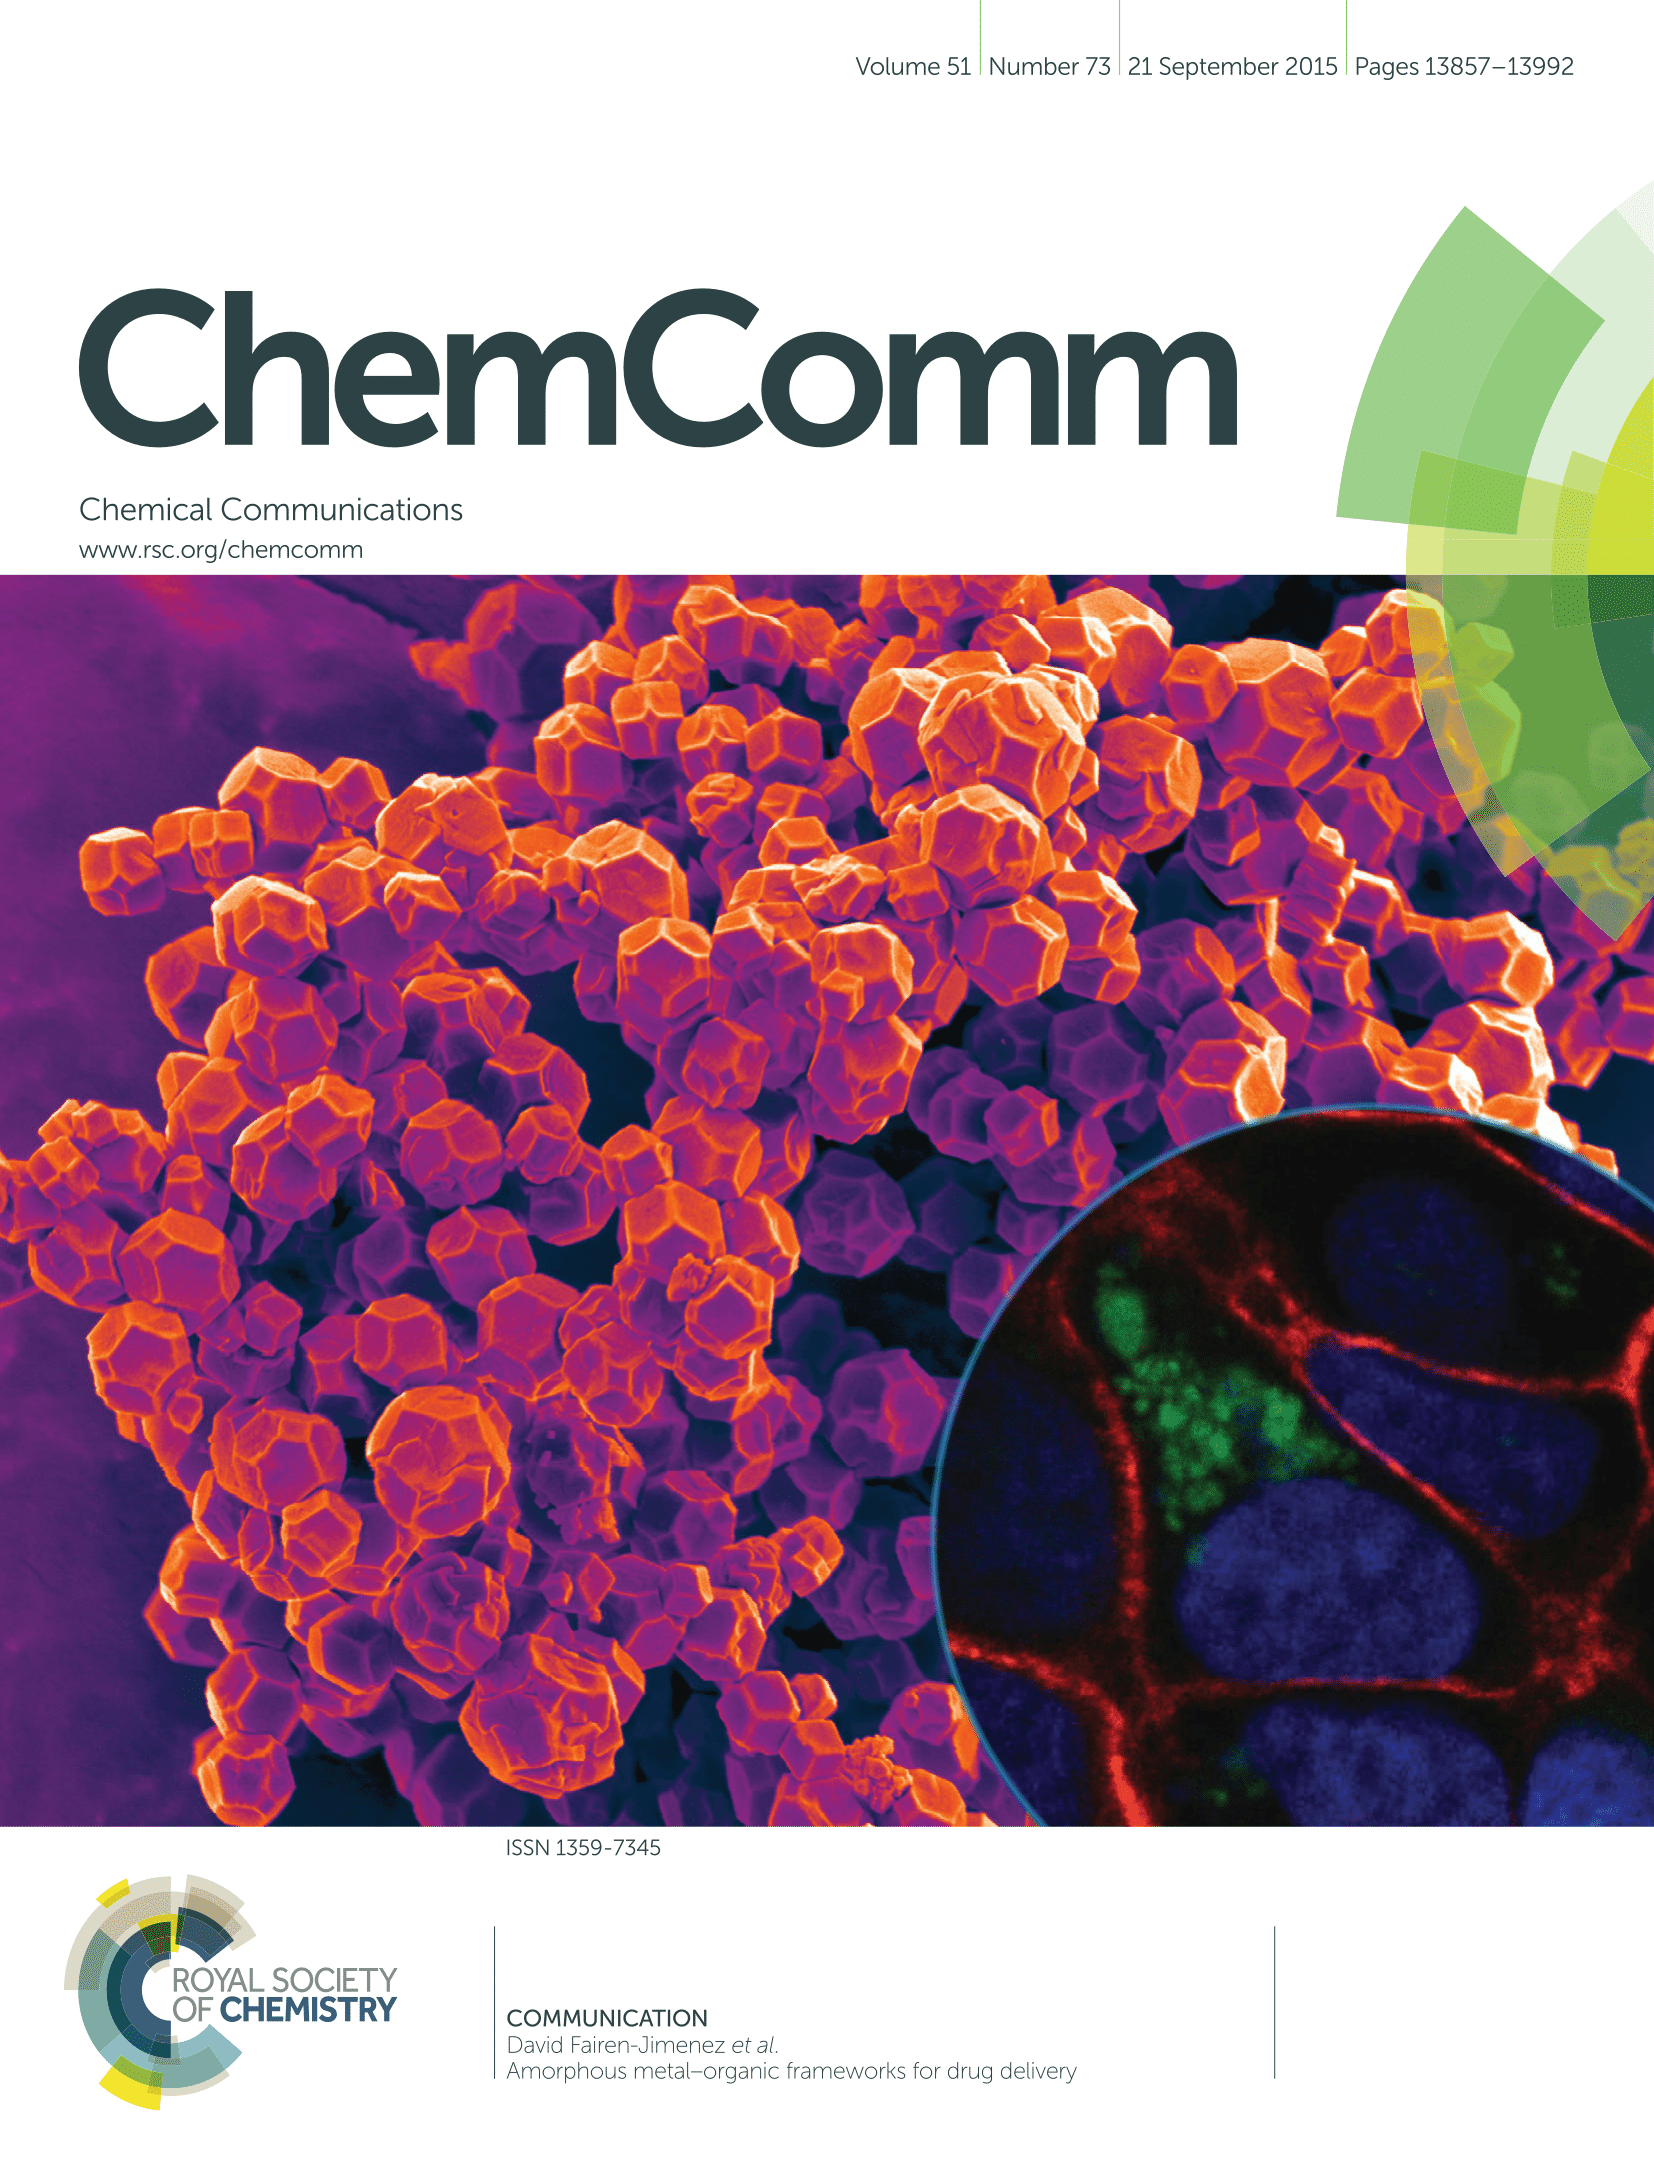 Volume 51 | Number 73 | 21 September 2015 | Pages 13857–13992
ChemComm
Chemical Communications
www.rsc.org/chemcomm
ISSN 1359-7345
ROYAL SOCIETY
OF CHEMISTRY
COMMUNICATION
David Fairen-Jimenez et al.
Amorphous metal–organic frameworks for drug delivery